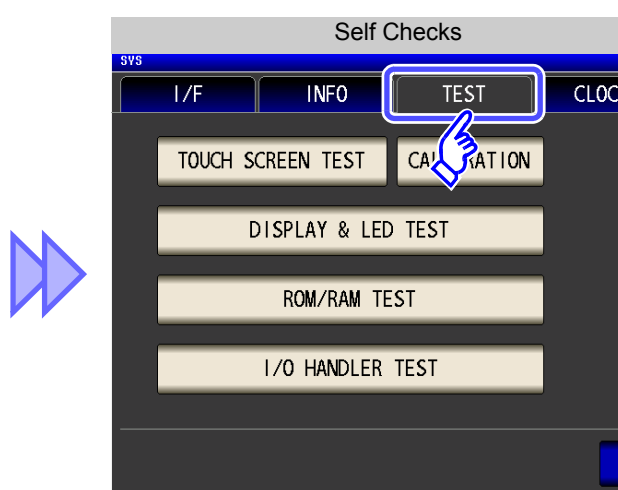 Self Checks
SYS
I/F INFO TEST
TOUCH SCREEN TEST
DISPLAY & LED TEST
ROM/RAM TEST
I/O HANDLER TEST